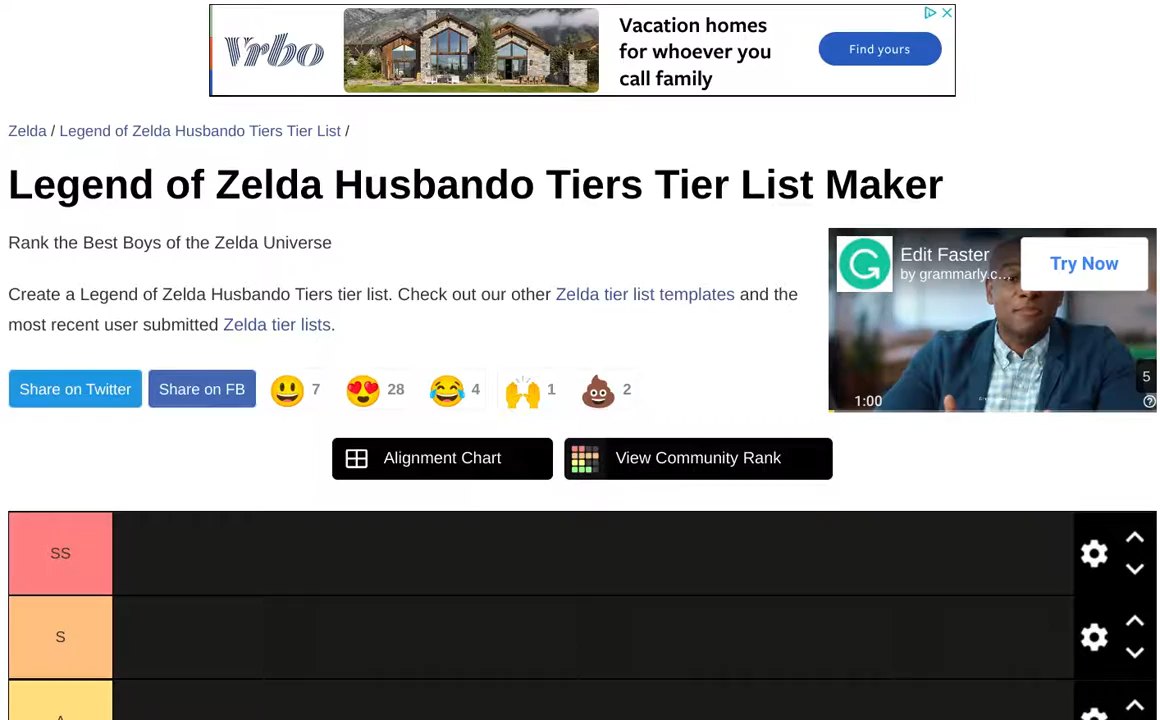 Vrbo
Vacation homes
for whoever you
call family
Find yours
Zelda / Legend of Zelda Husbando Tiers Tier List /
Legend of Zelda Husbando Tiers Tier List Maker
Rank the Best Boys of the Zelda Universe
Create a Legend of Zelda Husbando Tiers tier list. Check out our other Zelda tier list templates and the
most recent user submitted Zelda tier lists.
Edit Faster
by grammarly.c...
Try Now
5
1:00
Share on Twitter
Share on FB
7
28
4
1
2
Alignment Chart
View Community Rank
SS
S
A